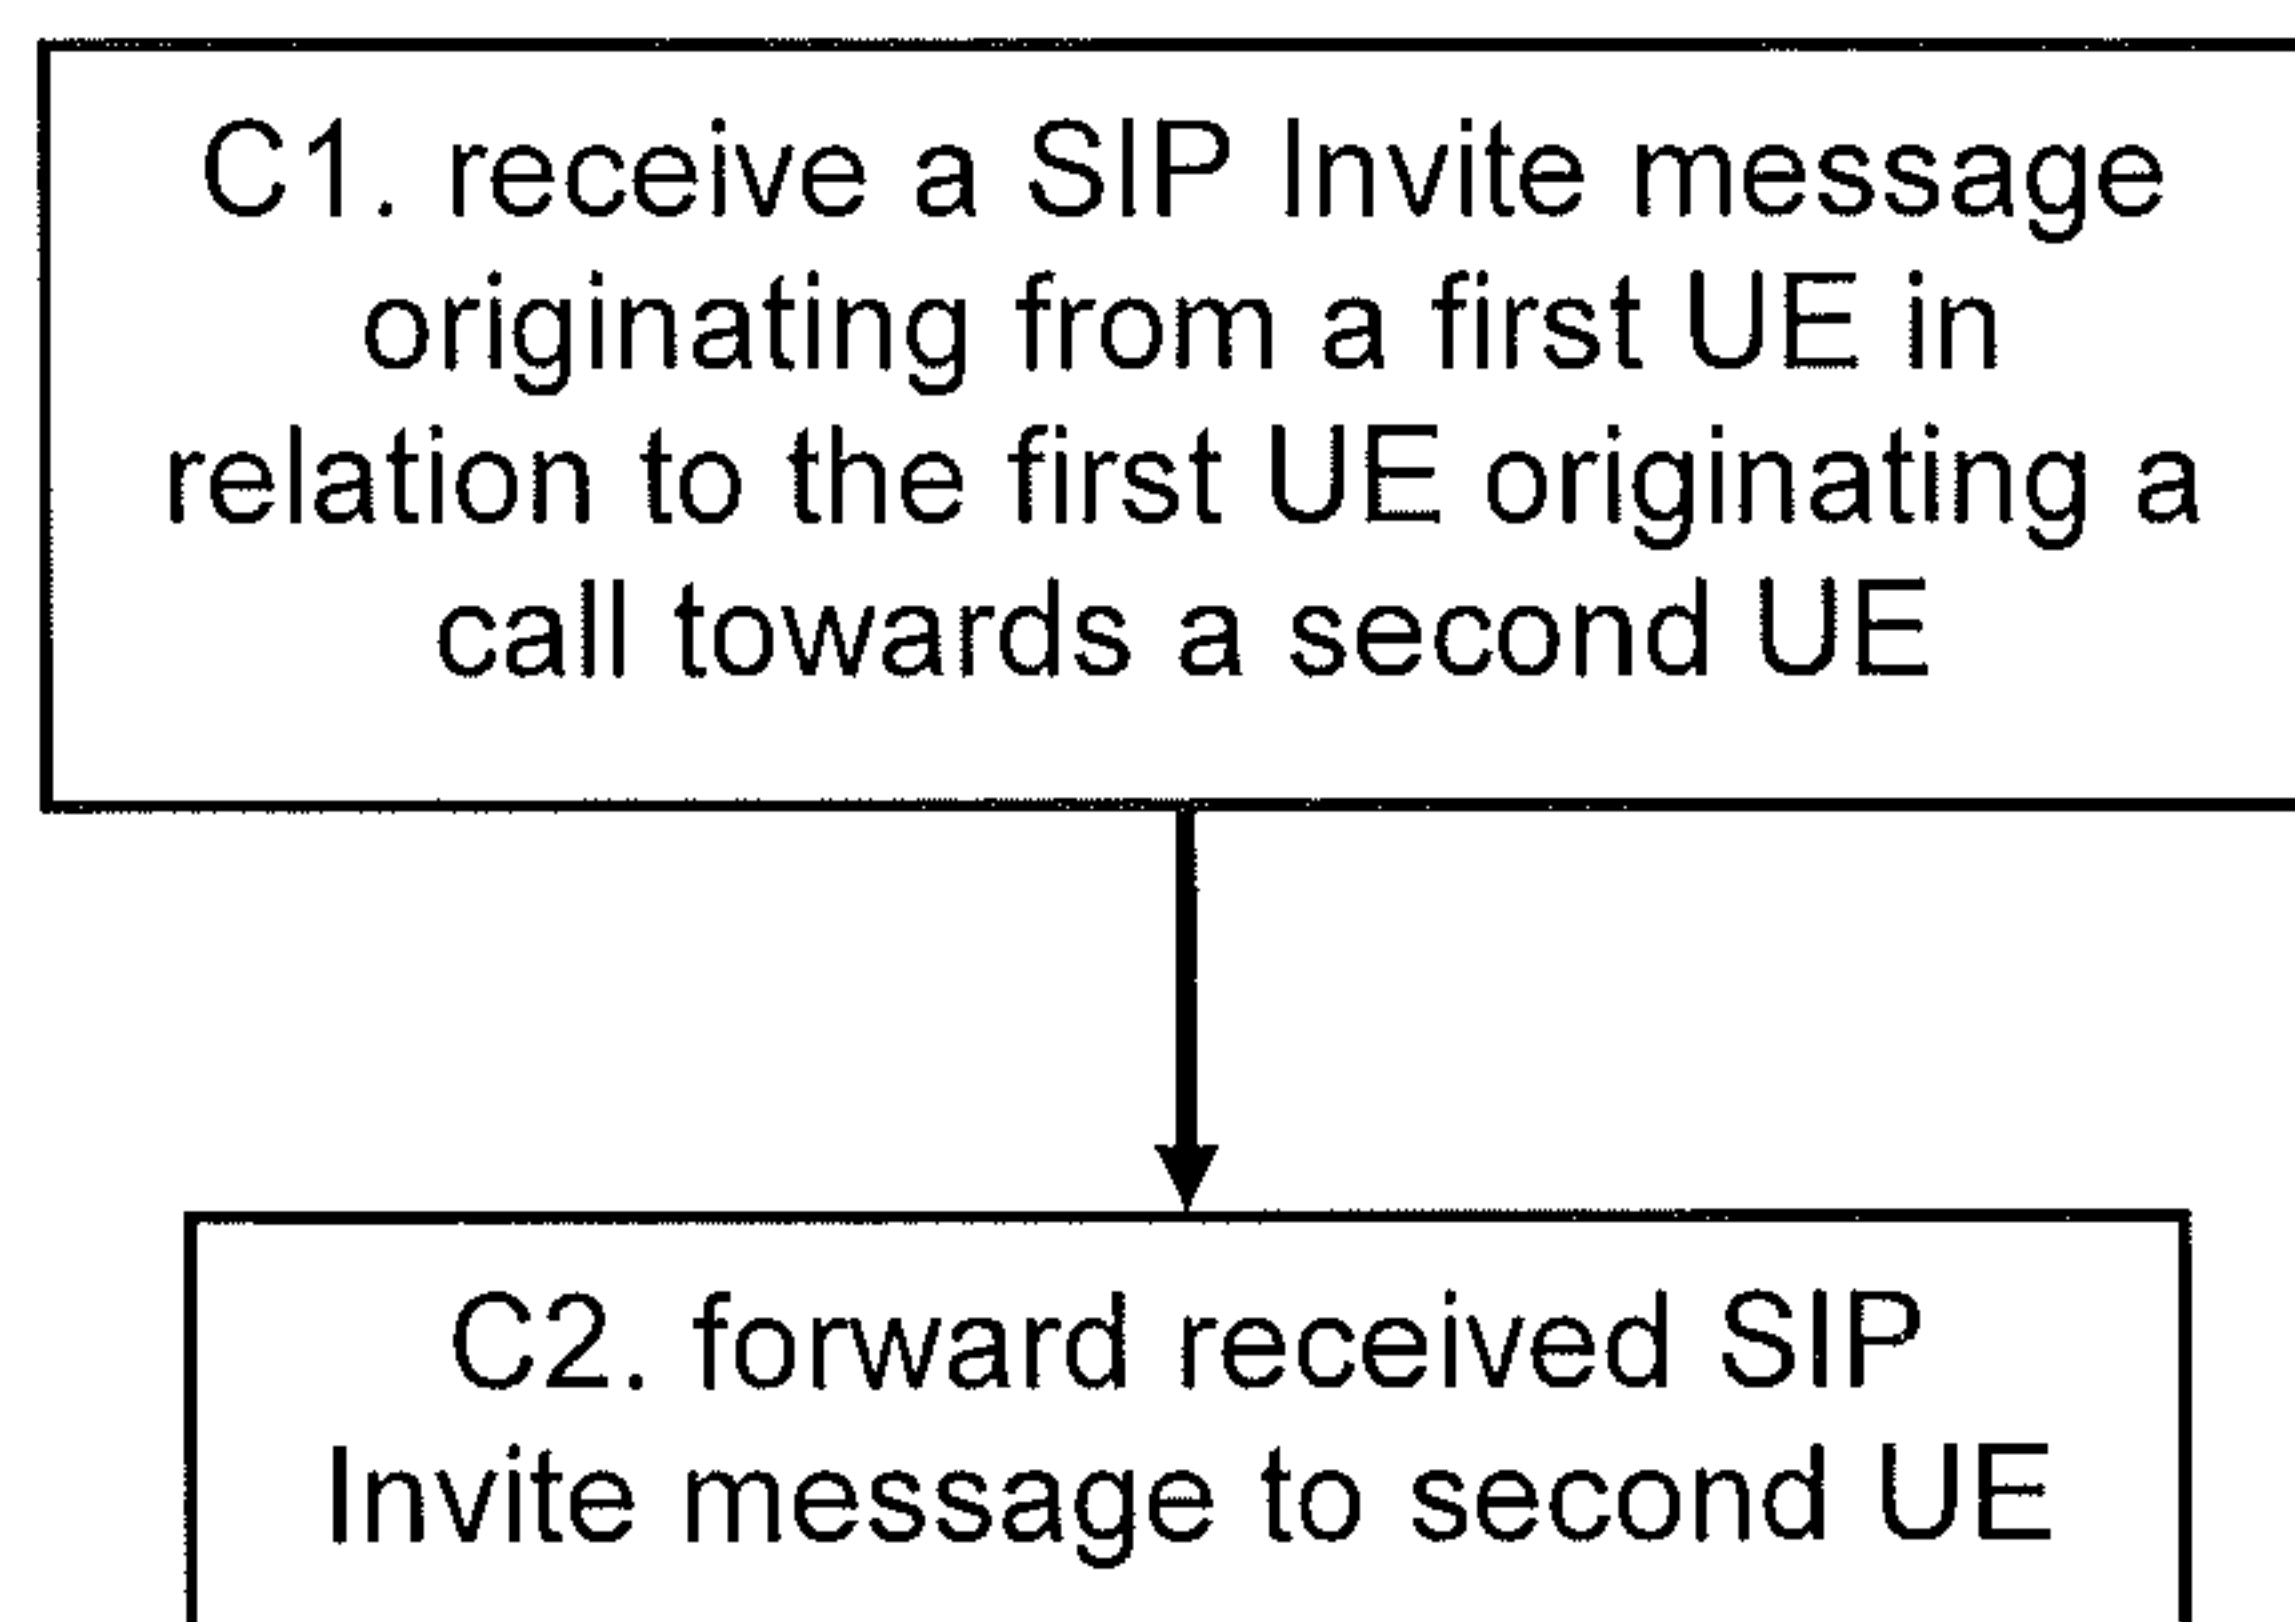 C1. receive a SIP Invite message
originating from a first UE in
relation to the first UE originating a
call towards a second UE
C2. forward received SIP
Invite message to second UE